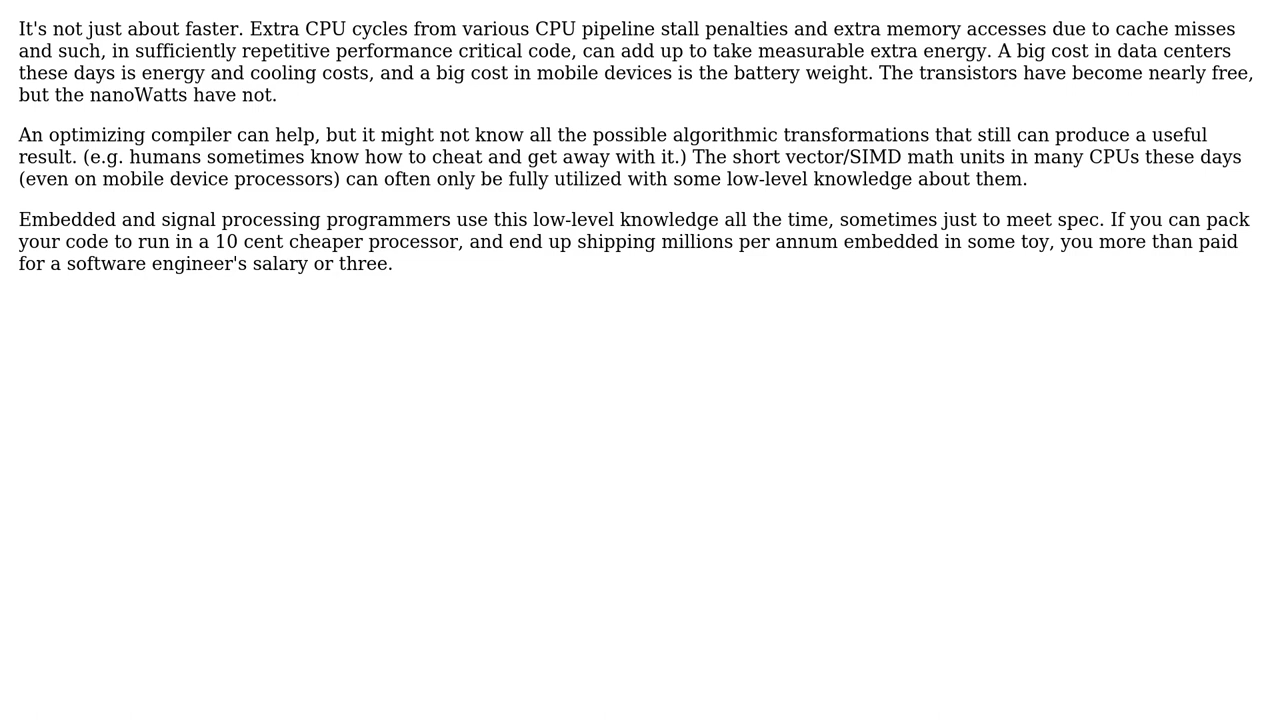 It's not just about faster. Extra CPU cycles from various CPU pipeline stall penalties and extra memory accesses due to cache misses
and such, in sufficiently repetitive performance critical code, can add up to take measurable extra energy. A big cost in data centers
these days is energy and cooling costs, and a big cost in mobile devices is the battery weight. The transistors have become nearly free,
but the nanoWatts have not.
An optimizing compiler can help, but it might not know all the possible algorithmic transformations that still can produce a useful
result. (e.g. humans sometimes know how to cheat and get away with it.) The short vector/SIMD math units in many CPUs these days
(even on mobile device processors) can often only be fully utilized with some low-level knowledge about them.
Embedded and signal processing programmers use this low-level knowledge all the time, sometimes just to meet spec. If you can pack
your code to run in a 10 cent cheaper processor, and end up shipping millions per annum embedded in some toy, you more than paid
for a software engineer's salary or three.